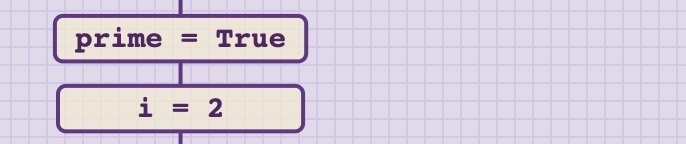 prime = True
i = 2